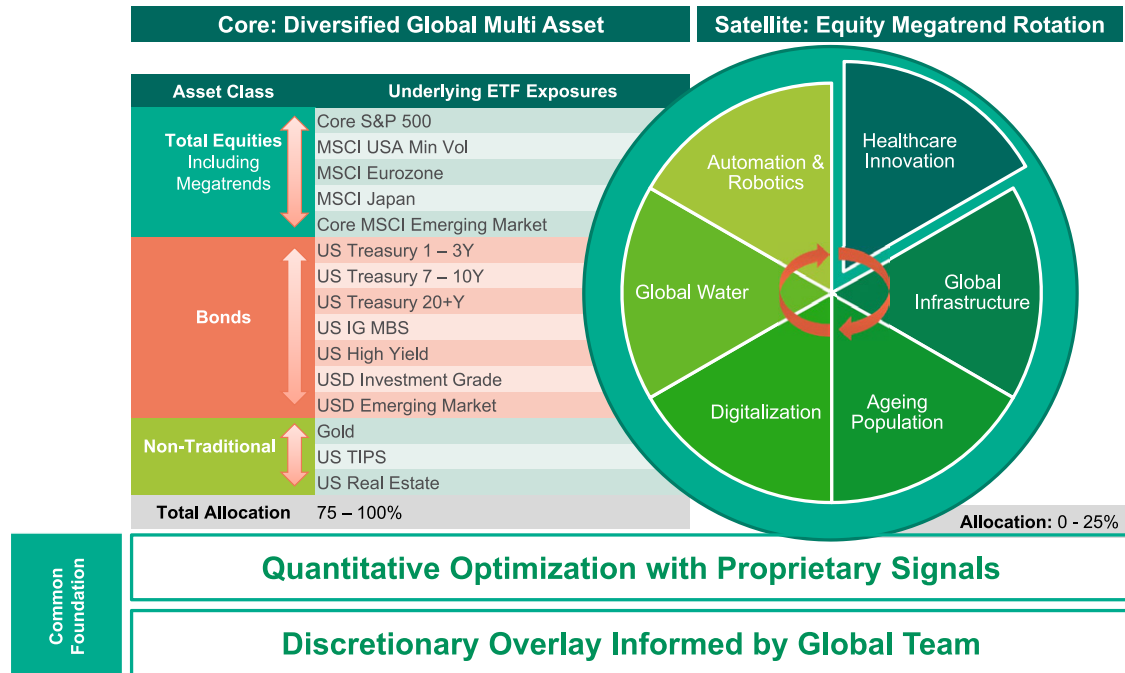 Core: Diversified Global Multi Asset
Satellite: Equity Megatrend Rotation
Asset Class
Underlying ETF Exposures
Total Equities
Including
Megatrends
Core S&P 500
MSCI USA Min Vol
MSCI Eurozone
MSCI Japan
Core MSCI Emerging Market
Bonds
US Treasury 1 – 3Y
US Treasury 7 – 10Y
US Treasury 20+Y
US IG MBS
US High Yield
USD Investment Grade
USD Emerging Market
Non-Traditional
Gold
US TIPS
US Real Estate
Total Allocation
75 – 100%
Healthcare
Innovation
Global
Infrastructure
Ageing
Population
Digitalization
Global Water
Automation &
Robotics
Allocation: 0 - 25%
Common
Foundation
Quantitative Optimization with Proprietary Signals
Discretionary Overlay Informed by Global Team